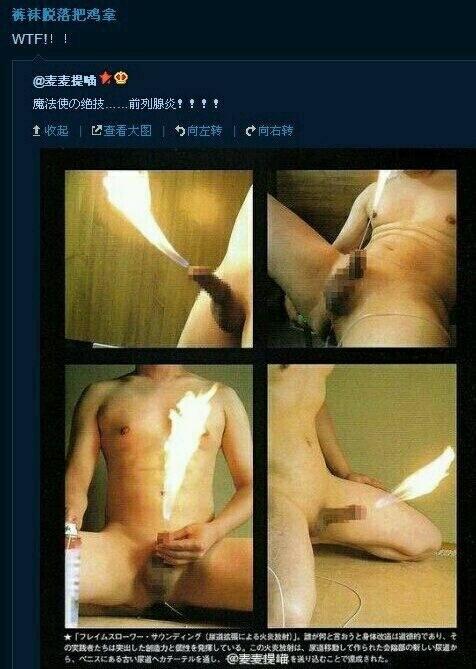 裤袜脱落把鸡拿
WTF！！！
@麦麦提喵
魔法使の绝技……前列腺炎！！！！
收起 | 查看大图 | 向左转 | 向右转
★「フレイムスローワー・サウンディング（尿道拡張による火炎放射）」。誰が何と言おうと身体改造は道徳的であり、そ
の実践者たちは突出した創造力と個性を発揮している。この火炎放射は、尿道移動して作られた会陰部の新しい尿道か
ら、ペニスにある古い尿道へカテーテルを通し、 を送り込むことで達成された。
@麦麦提喵